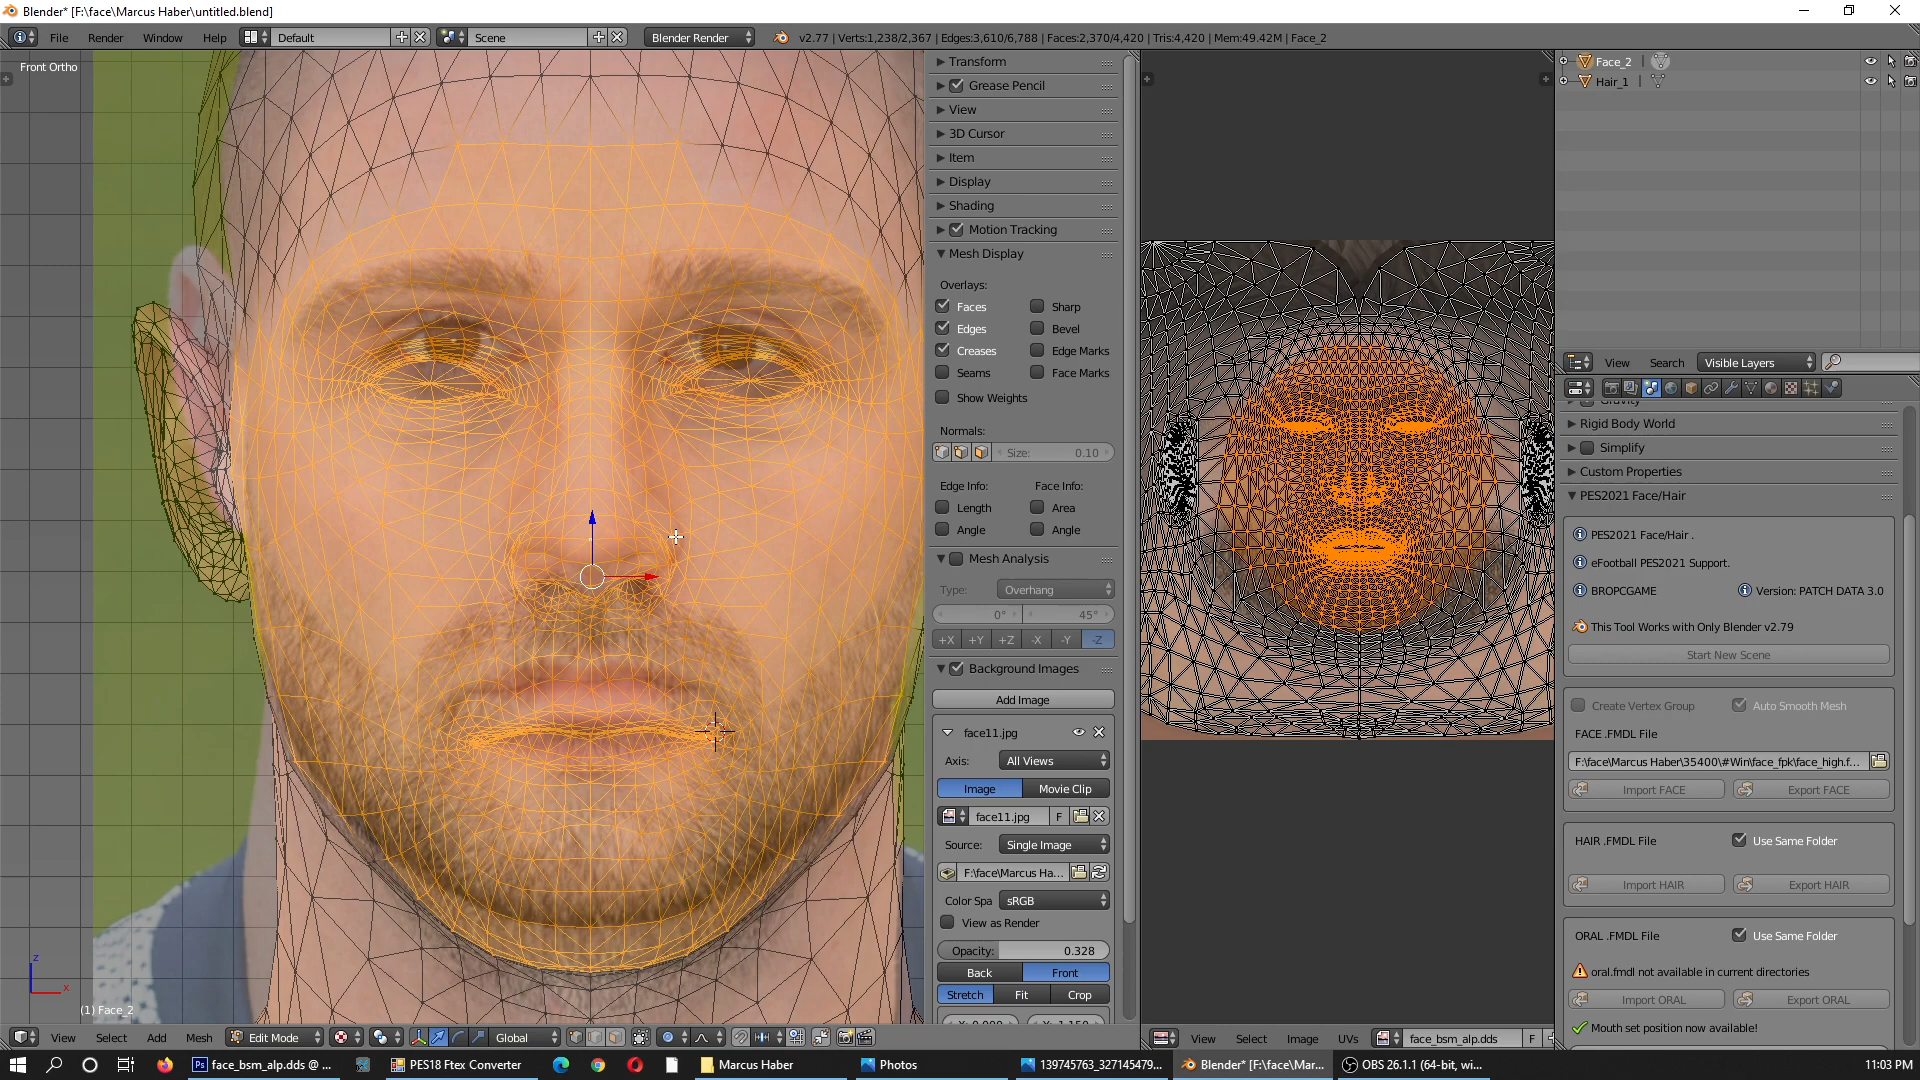 Blender* [F:\face\Marcus Haber\untitled.blend]
File Render Window Help Default Scene Blender Render v2.77 | Verts:1,238/2,367 | Edges:3,610/6,788 | Faces:2,370/4,420 | Tris:4,420 | Mem:49.42M | Face_2
Front Ortho
(1) Face_2
z
x
Transform
Grease Pencil
View
3D Cursor
Item
Display
Shading
Motion Tracking
Mesh Display
Overlays:
Faces Sharp
Edges Bevel
Creases Edge Marks
Seams Face Marks
Show Weights
Normals:
Size: 0.10
Edge Info: Face Info:
Length Area
Angle Angle
Mesh Analysis
Type: Overhang
0° 45°
+X +Y +Z -X -Y -Z
Background Images
Add Image
face11.jpg
Axis: All Views
Image Movie Clip
face11.jpg F
Source: Single Image
F:\face\Marcus Ha...
Color Spa sRGB
View as Render
Opacity: 0.328
Back Front
Stretch Fit Crop
Face_2
Hair_1
View Search Visible Layers
Rigid Body World
Simplify
Custom Properties
PES2021 Face/Hair
PES2021 Face/Hair .
eFootball PES2021 Support.
BROPCGAME Version: PATCH DATA 3.0
This Tool Works with Only Blender v2.79
Start New Scene
Create Vertex Group Auto Smooth Mesh
FACE .FMDL File
F:\face\Marcus Haber\35400\#Win\face_fpk\face_high.f...
Import FACE Export FACE
HAIR .FMDL File Use Same Folder
Import HAIR Export HAIR
ORAL .FMDL File Use Same Folder
oral.fmdl not available in current directories
Import ORAL Export ORAL
Mouth set position now available!
View Select Add Mesh Edit Mode Global
View Select Image UVs face_bsm_alp.dds F
face_bsm_alp.dds @ ... PES18 Ftex Converter Marcus Haber Photos 139745763_327145479... Blender* [F:\face\Mar... OBS 26.1.1 (64-bit, wi... 11:03 PM